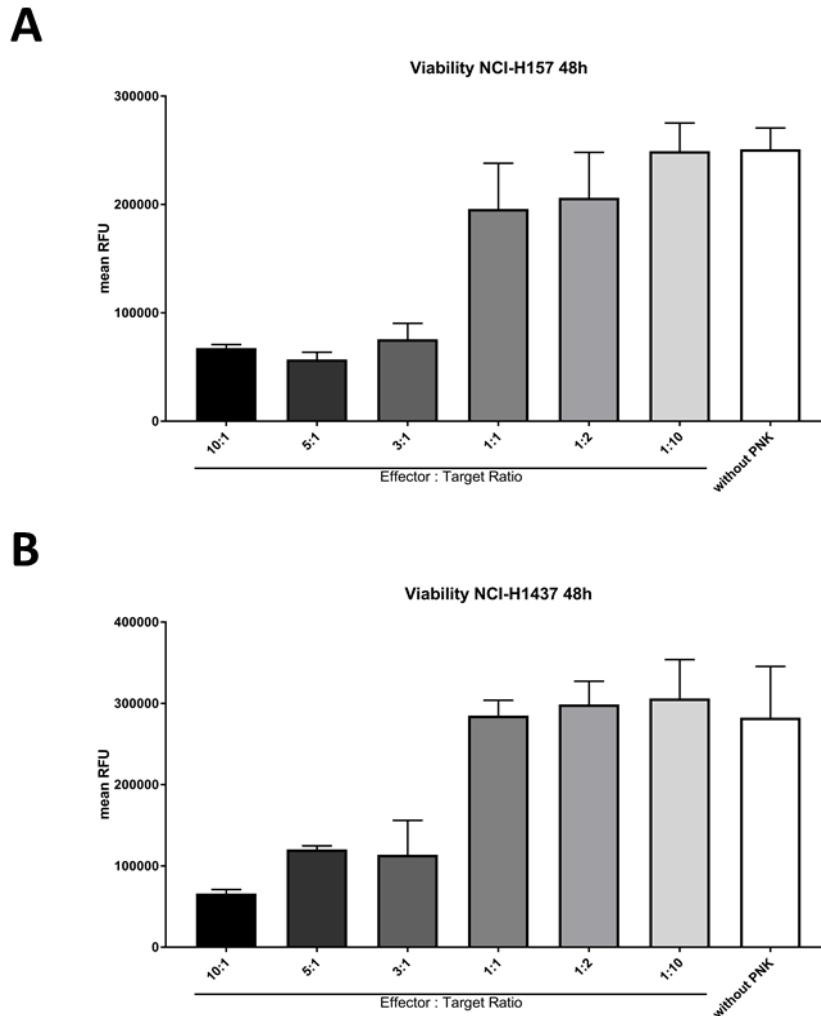 A
Viability NCI-H157 48h
300000
200000
100000
0
mean RFU
10:1 5:1 3:1 1:1 1:2 1:10 without PNK
Effector : Target Ratio
B
Viability NCI-H1437 48h
400000
300000
200000
100000
0
mean RFU
10:1 5:1 3:1 1:1 1:2 1:10 without PNK
Effector : Target Ratio